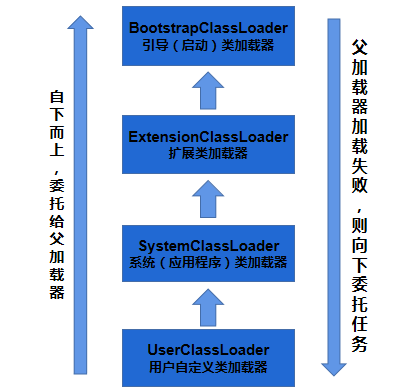 BootstrapClassLoader
引导（启动）类加载器
ExtensionClassLoader
扩展类加载器
SystemClassLoader
系统（应用程序）类加载器
UserClassLoader
用户自定义类加载器
自下而上，委托给父加载器
父加载器加载失败，则向下委托任务